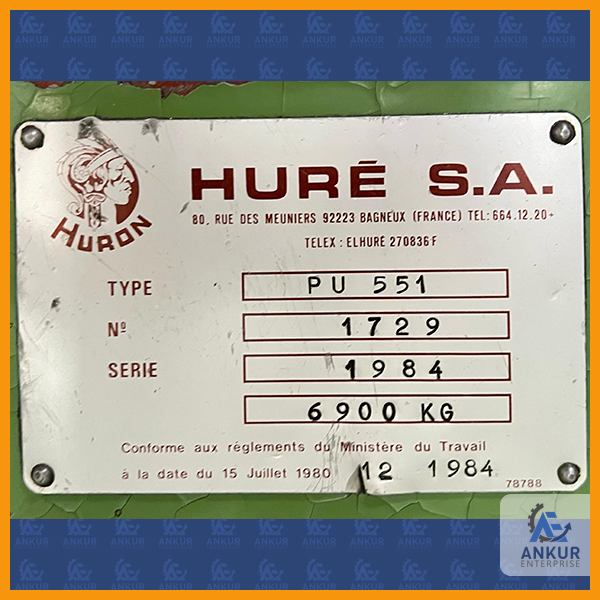 HURON
HURÉ S.A.
80, RUE DES MEUNIERS 92223 BAGNEUX (FRANCE) TEL: 664.12.20+
TELEX : ELHURÉ 270836 F
TYPE PU 551
Nº 1729
SERIE 1984
6900 KG
Conforme aux règlements du Ministère du Travail
à la date du 15 Juillet 1980 12 1984
78788
ANKUR
ENTERPRISE